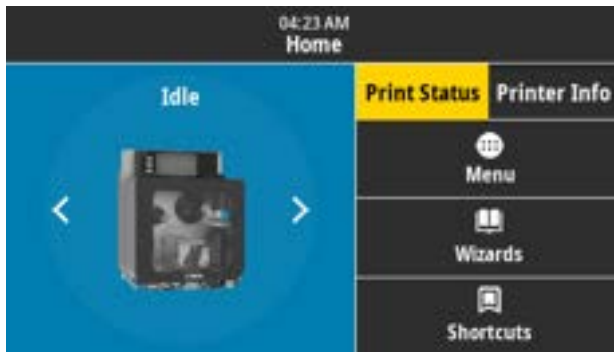 04:23 AM
Home
Idle
Print Status
Printer Info
Menu
Wizards
Shortcuts